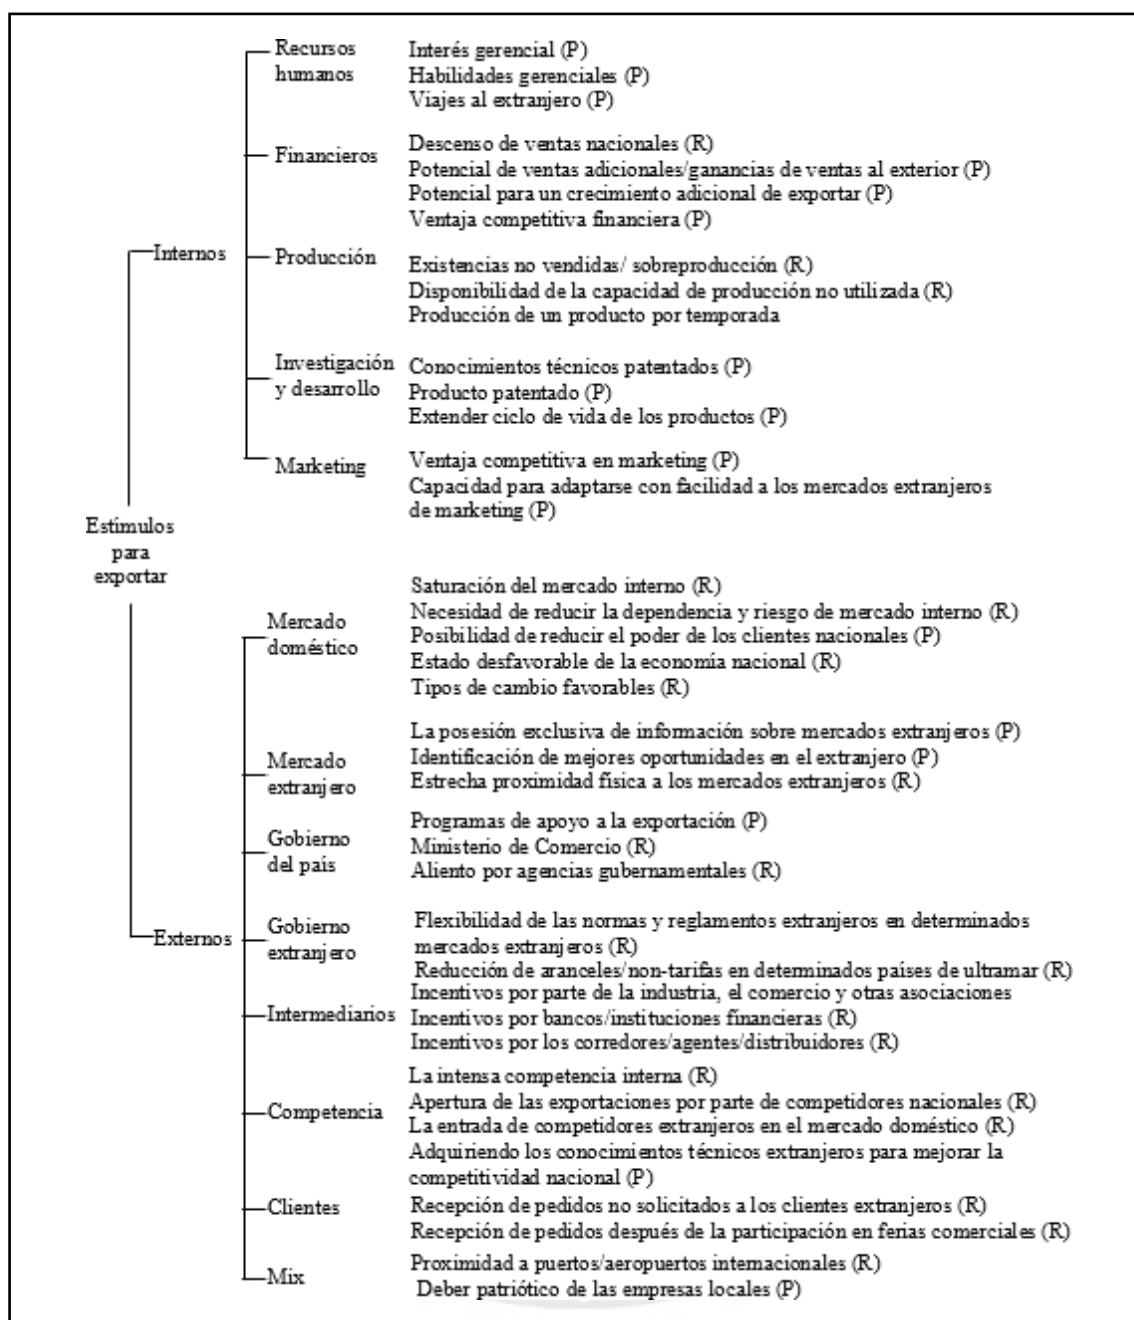 Recursos
humanos
Interés gerencial (P)
Habilidades gerenciales (P)
Viajes al extranjero (P)
Financieros
Descenso de ventas nacionales (R)
Potencial de ventas adicionales/ganancias de ventas al exterior (P)
Potencial para un crecimiento adicional de exportar (P)
Ventaja competitiva financiera (P)
Internos
Producción
Existencias no vendidas/ sobreproducción (R)
Disponibilidad de la capacidad de producción no utilizada (R)
Producción de un producto por temporada
Investigación
y desarrollo
Conocimientos técnicos patentados (P)
Producto patentado (P)
Extender ciclo de vida de los productos (P)
Marketing
Ventaja competitiva en marketing (P)
Capacidad para adaptarse con facilidad a los mercados extranjeros
de marketing (P)
Estímulos
para
exportar
Mercado
doméstico
Saturación del mercado interno (R)
Necesidad de reducir la dependencia y riesgo de mercado interno (R)
Posibilidad de reducir el poder de los clientes nacionales (P)
Estado desfavorable de la economía nacional (R)
Tipos de cambio favorables (R)
Mercado
extranjero
La posesión exclusiva de información sobre mercados extranjeros (P)
Identificación de mejores oportunidades en el extranjero (P)
Estrecha proximidad física a los mercados extranjeros (R)
Gobierno
del país
Programas de apoyo a la exportación (P)
Ministerio de Comercio (R)
Aliento por agencias gubernamentales (R)
Externos
Gobierno
extranjero
Flexibilidad de las normas y reglamentos extranjeros en determinados
mercados extranjeros (R)
Reducción de aranceles/non-tarifas en determinados países de ultramar (R)
Intermediarios
Incentivos por parte de la industria, el comercio y otras asociaciones
Incentivos por bancos/instituciones financieras (R)
Incentivos por los corredores/agentes/distribuidores (R)
Competencia
La intensa competencia interna (R)
Apertura de las exportaciones por parte de competidores nacionales (R)
La entrada de competidores extranjeros en el mercado doméstico (R)
Adquiriendo los conocimientos técnicos extranjeros para mejorar la
competitividad nacional (P)
Clientes
Recepción de pedidos no solicitados a los clientes extranjeros (R)
Recepción de pedidos después de la participación en ferias comerciales (R)
Mix
Proximidad a puertos/aeropuertos internacionales (R)
Deber patriótico de las empresas locales (P)